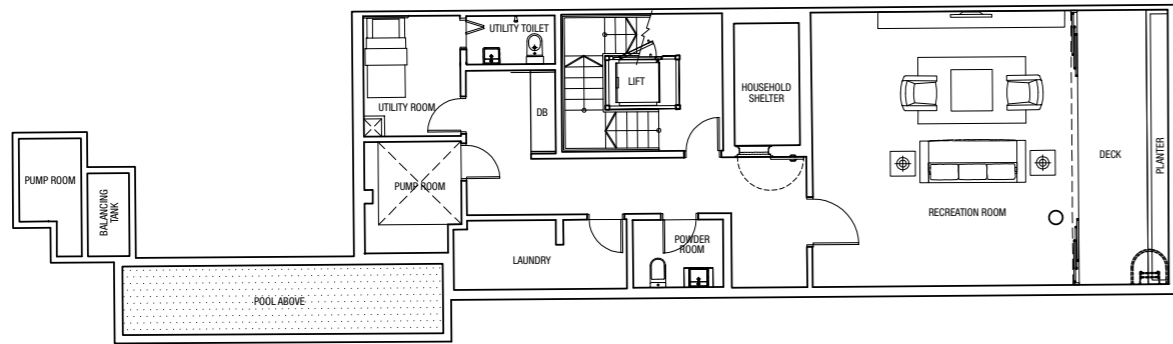 UTILITY TOILET
LIFT
HOUSEHOLD
SHELTER
UTILITY ROOM
DB
DECK
PLANTER
PUMP ROOM
BALANCING
TANK
PUMP ROOM
RECREATION ROOM
POWDER
ROOM
LAUNDRY
POOL ABOVE